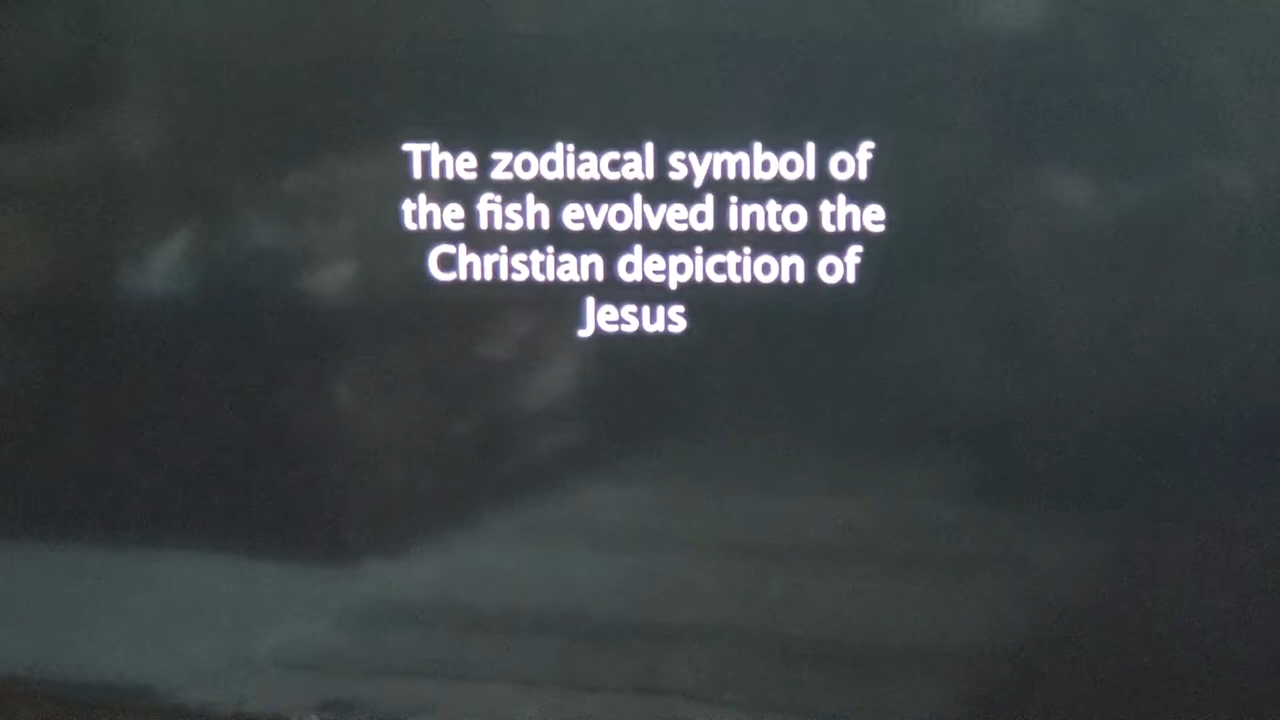 The zodiacal symbol of
the fish evolved into the
Christian depiction of
Jesus